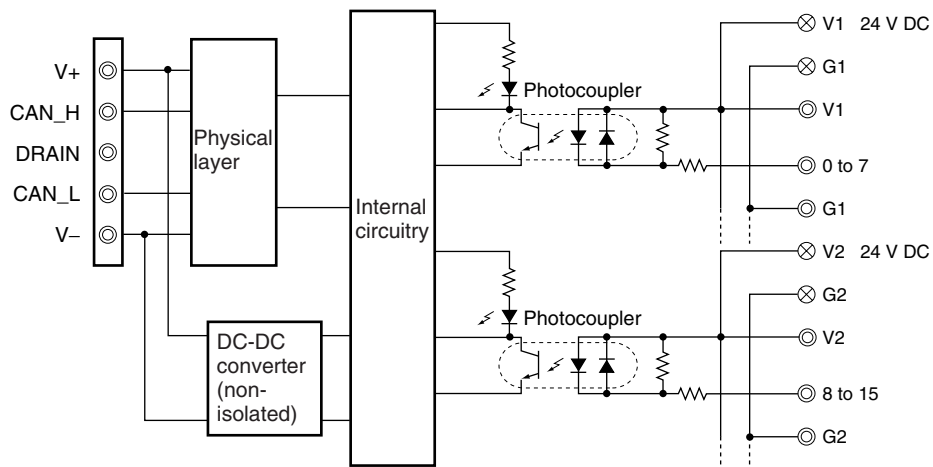 V+
CAN_H
DRAIN
CAN_L
V–
Physical
layer
DC-DC
converter
(non-
isolated)
Internal
circuitry
Photocoupler
V1 24 V DC
G1
V1
0 to 7
G1
Photocoupler
V2 24 V DC
G2
V2
8 to 15
G2